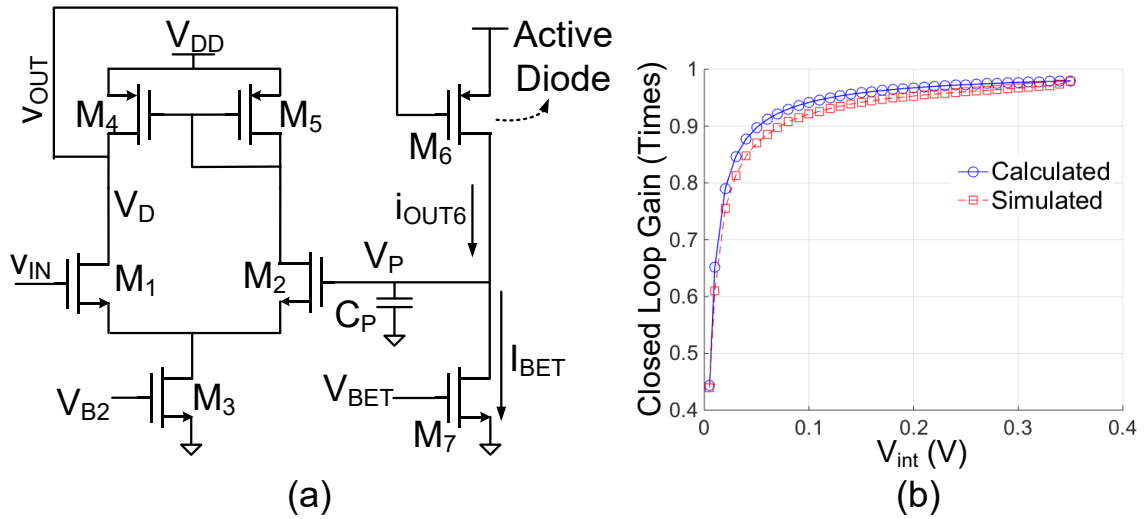 V_DD
Active
Diode
v_OUT
M_4
M_5
M_6
V_D
i_OUT6
v_IN
M_1
M_2
V_P
C_P
I_BET
V_B2
M_3
V_BET
M_7
(a)
1
0.9
0.8
0.7
0.6
0.5
0.4
Closed Loop Gain (Times)
Calculated
Simulated
0
0.1
0.2
0.3
0.4
V_int (V)
(b)